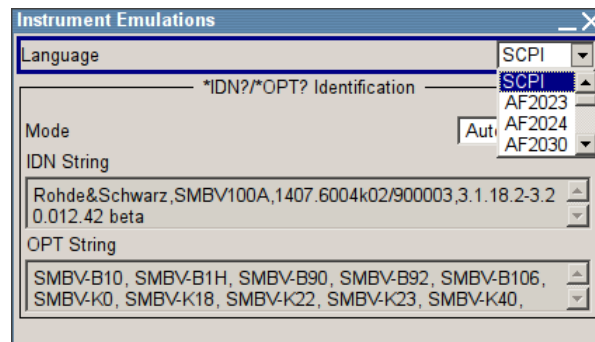 Instrument Emulations
Language SCPI
SCPI
AF2023
AF2024
AF2030
*IDN?/*OPT? Identification
Mode
IDN String
Rohde&Schwarz,SMBV100A,1407.6004k02/900003,3.1.18.2-3.2
0.012.42 beta
OPT String
SMBV-B10, SMBV-B1H, SMBV-B90, SMBV-B92, SMBV-B106,
SMBV-K0, SMBV-K18, SMBV-K22, SMBV-K23, SMBV-K40,